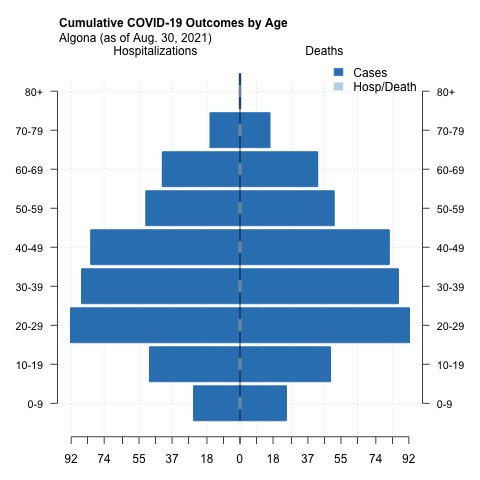 Cumulative COVID-19 Outcomes by Age
Algona (as of Aug. 30, 2021)
Hospitalizations Deaths
Cases
Hosp/Death
80+ 80+
70-79 70-79
60-69 60-69
50-59 50-59
40-49 40-49
30-39 30-39
20-29 20-29
10-19 10-19
0-9 0-9
92 74 55 37 18 0 18 37 55 74 92